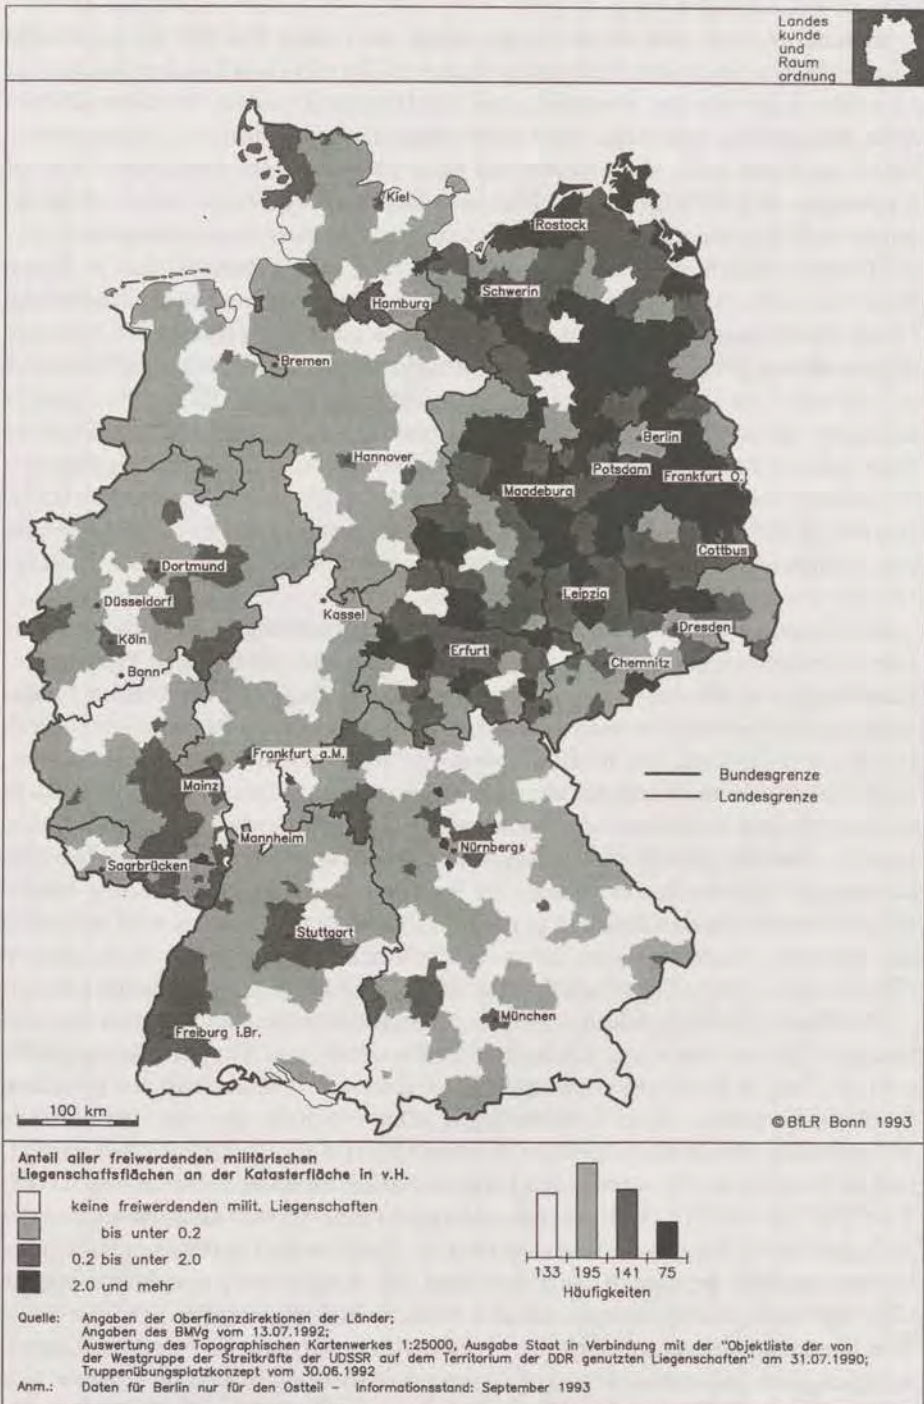 Landes
kunde
und
Raum
ordnung
Kiel
Rostock
Schwerin
Hamburg
Bremen
Berlin
Hannover
Potsdam
Frankfurt O.
Magdeburg
Cottbus
Dortmund
Leipzig
Düsseldorf
Kassel
Dresden
Köln
Erfurt
Chemnitz
Bonn
Frankfurt a.M.
Bundesgrenze
Mainz
Landesgrenze
Mannheim
Nürnberg
Saarbrücken
Stuttgart
München
Freiburg i.Br.
100 km
©BfLR Bonn 1993
Anteil aller freiwerdenden militärischen
Liegenschaftsflächen an der Katasterfläche in v.H.
keine freiwerdenden milit. Liegenschaften
bis unter 0.2
0.2 bis unter 2.0
2.0 und mehr
133 195 141 75
Häufigkeiten
Quelle: Angaben der Oberfinanzdirektionen der Länder;
Angaben des BMVg vom 13.07.1992;
Auswertung des Topographischen Kartenwerkes 1:25000, Ausgabe Staat in Verbindung mit der "Objektliste der von
der Westgruppe der Streitkräfte der UDSSR auf dem Territorium der DDR genutzten Liegenschaften" am 31.07.1990;
Truppenübungsplatzkonzept vom 30.06.1992
Anm.: Daten für Berlin nur für den Ostteil – Informationsstand: September 1993